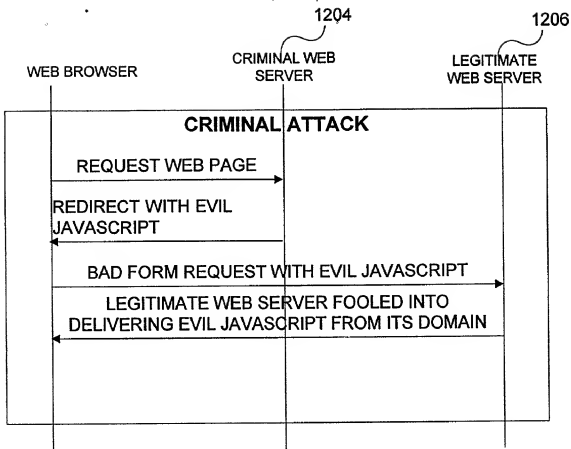 1204
1206
WEB BROWSER
CRIMINAL WEB
SERVER
LEGITIMATE
WEB SERVER
CRIMINAL ATTACK
REQUEST WEB PAGE
REDIRECT WITH EVIL
JAVASCRIPT
BAD FORM REQUEST WITH EVIL JAVASCRIPT
LEGITIMATE WEB SERVER FOOLED INTO
DELIVERING EVIL JAVASCRIPT FROM ITS DOMAIN